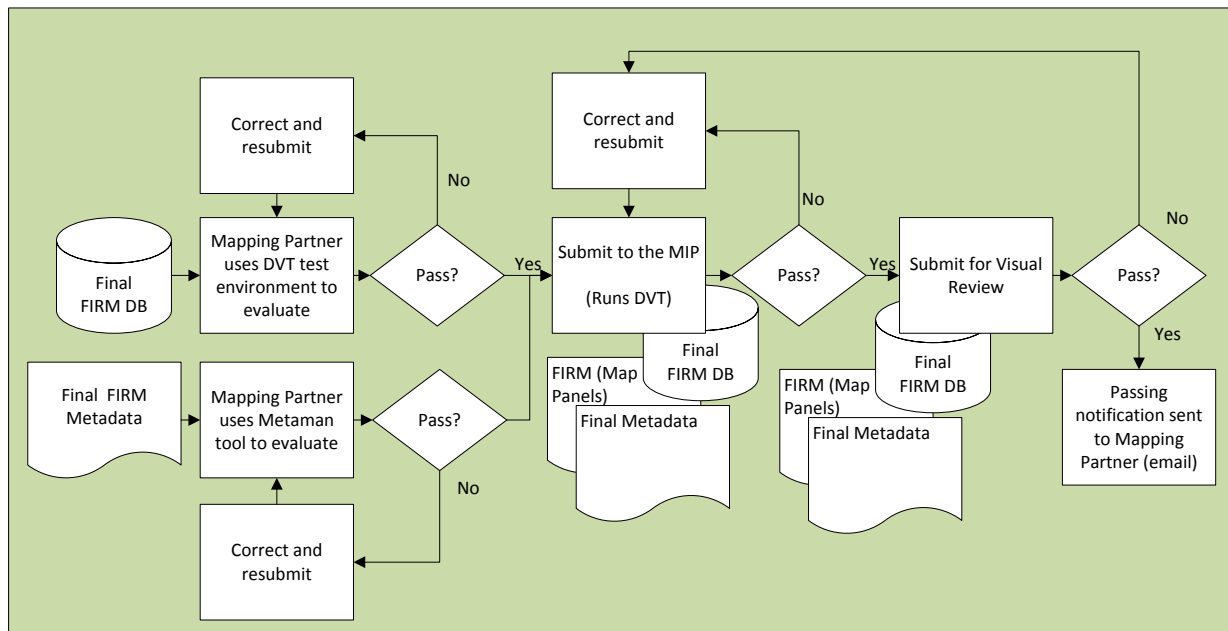 Correct and
resubmit
No
Final
FIRM DB
Mapping Partner
uses DVT test
environment to
evaluate
Pass?
Yes
Final  FIRM
Metadata
Mapping Partner
uses Metaman
tool to evaluate
Pass?
No
Correct and
resubmit
Correct and
resubmit
No
Submit to the MIP
(Runs DVT)
Pass?
Yes
Final
FIRM DB
FIRM (Map
Panels)
Final Metadata
Submit for Visual
Review
Final
FIRM DB
FIRM (Map
Panels)
Final Metadata
Pass?
No
Yes
Passing
notification sent
to Mapping
Partner (email)